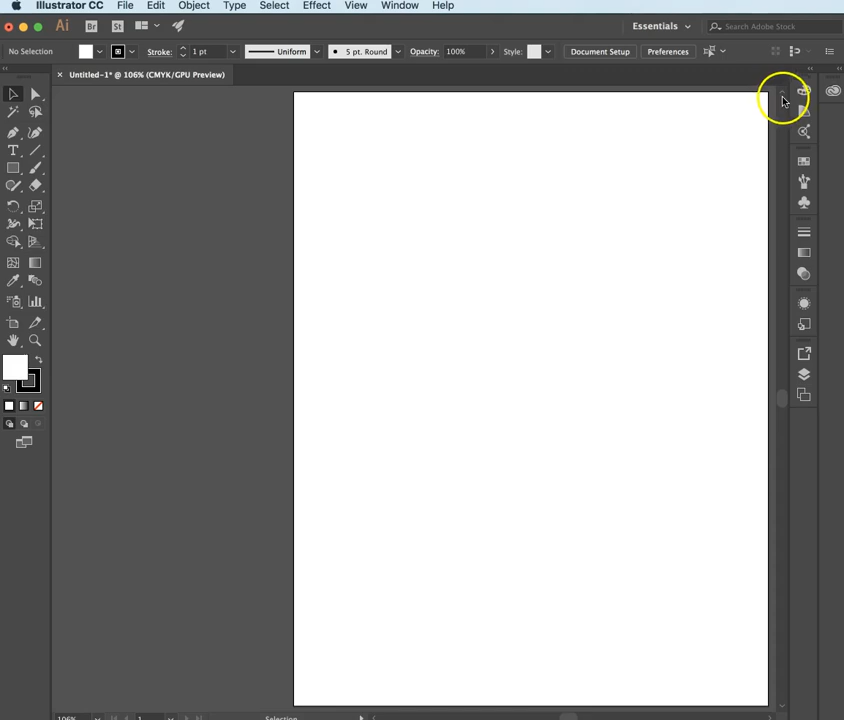 Illustrator CC File Edit Object Type Select Effect View Window Help
Ai Br St Essentials Search Adobe Stock
No Selection Stroke: 1 pt Uniform 5 pt. Round Opacity: 100% Style: Document Setup Preferences
× Untitled-1* @ 106% (CMYK/GPU Preview)
T
106% 1 Selection